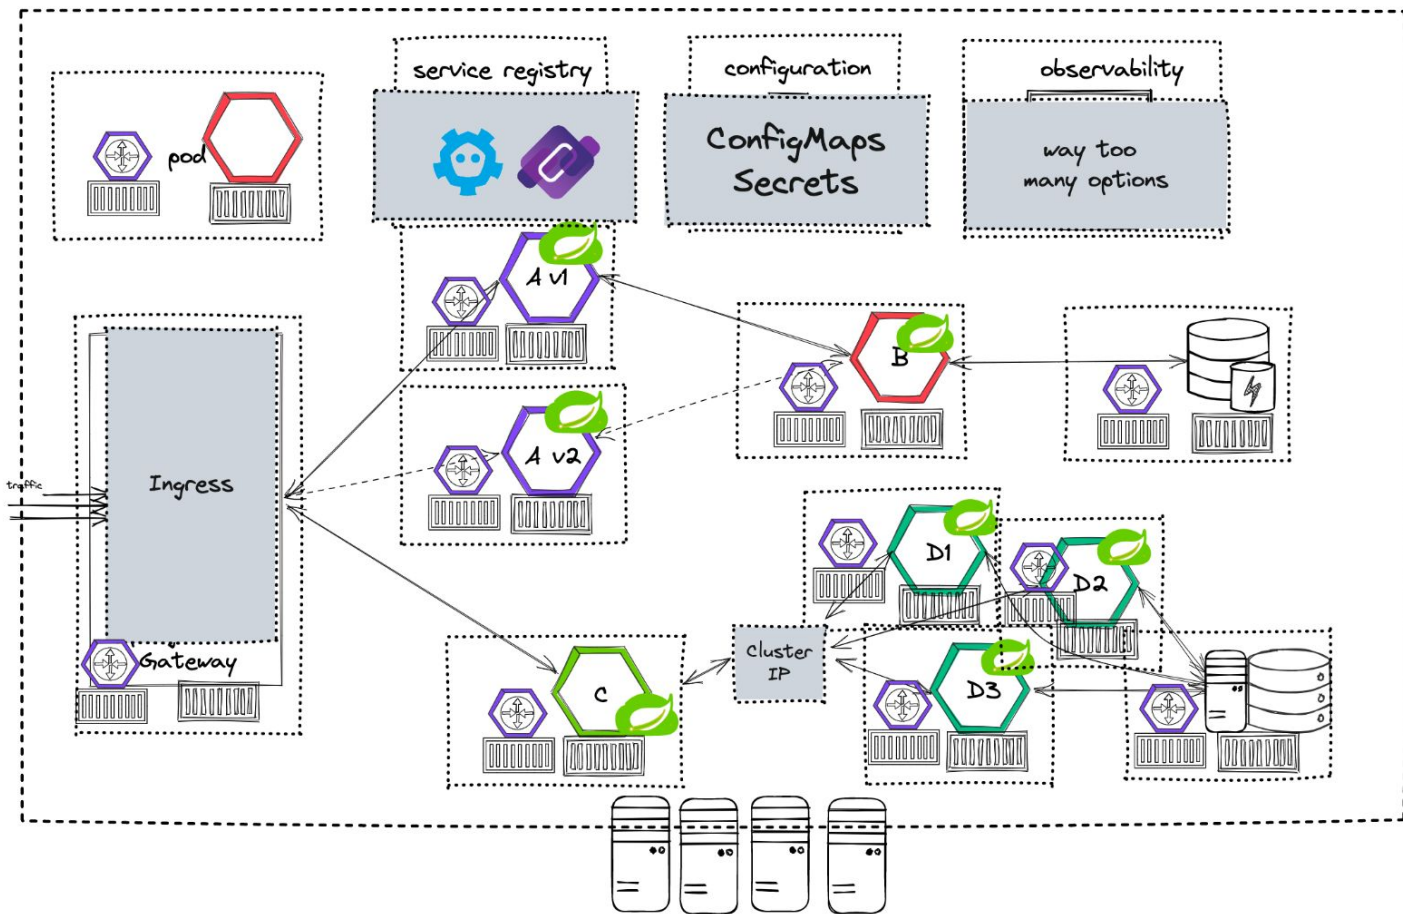 service registry
configuration
observability
pod
ConfigMaps
Secrets
way too
many options
A v1
B
traffic
Ingress
A v2
D1
D2
Gateway
C
Cluster
IP
D3